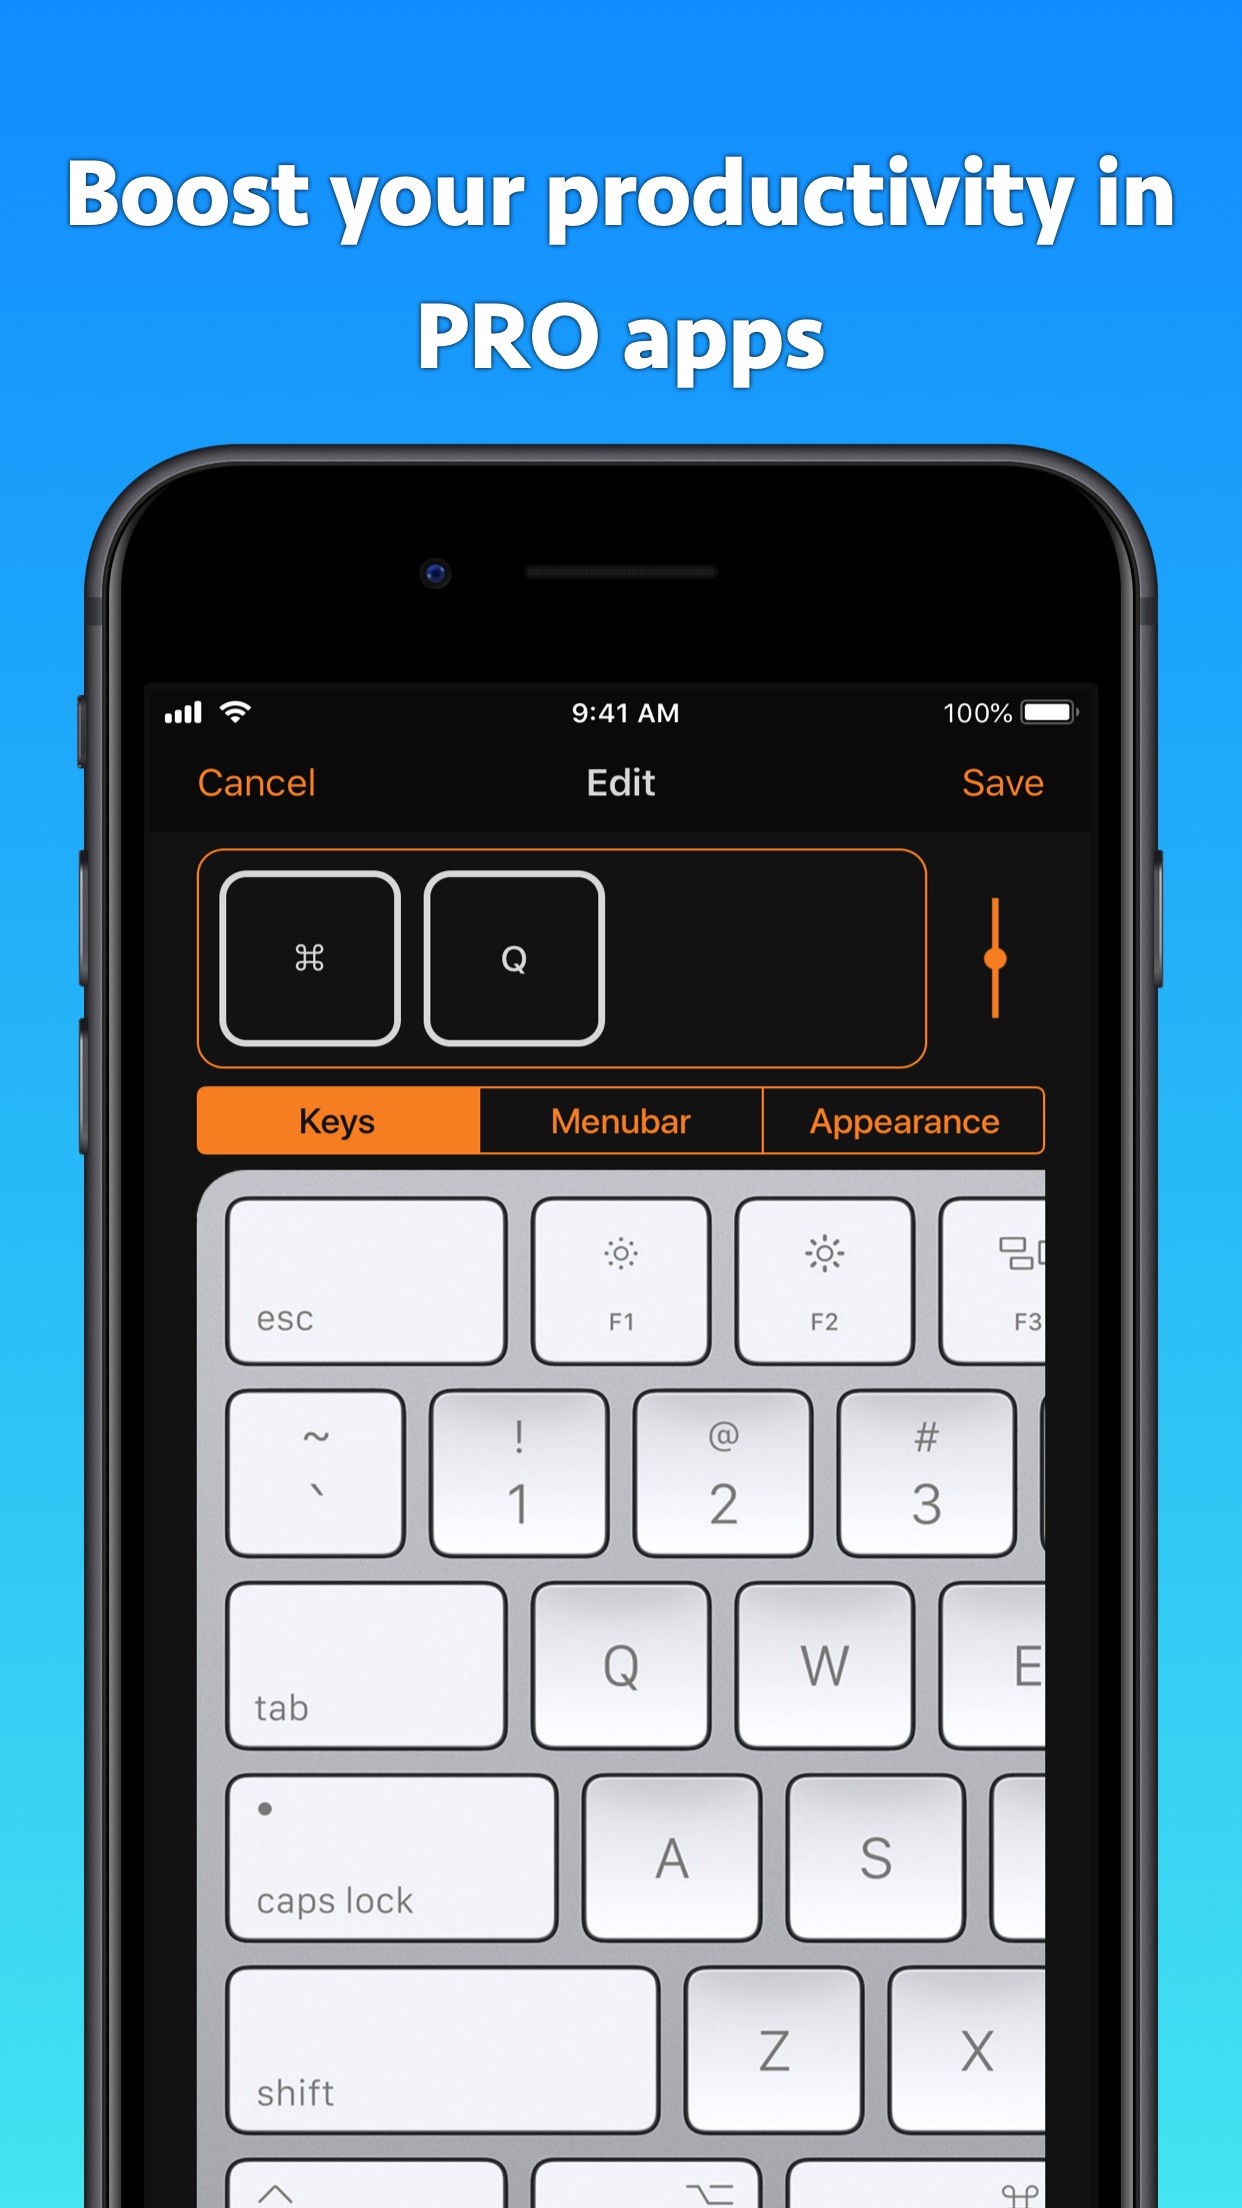 Boost your productivity in
PRO apps
9:41 AM 100%
Cancel Edit Save
⌘ Q
Keys Menubar Appearance
esc F1 F2 F3
~ ! @ #
` 1 2 3
tab Q W E
caps lock A S
shift Z X
⌃ ⌥ ⌘